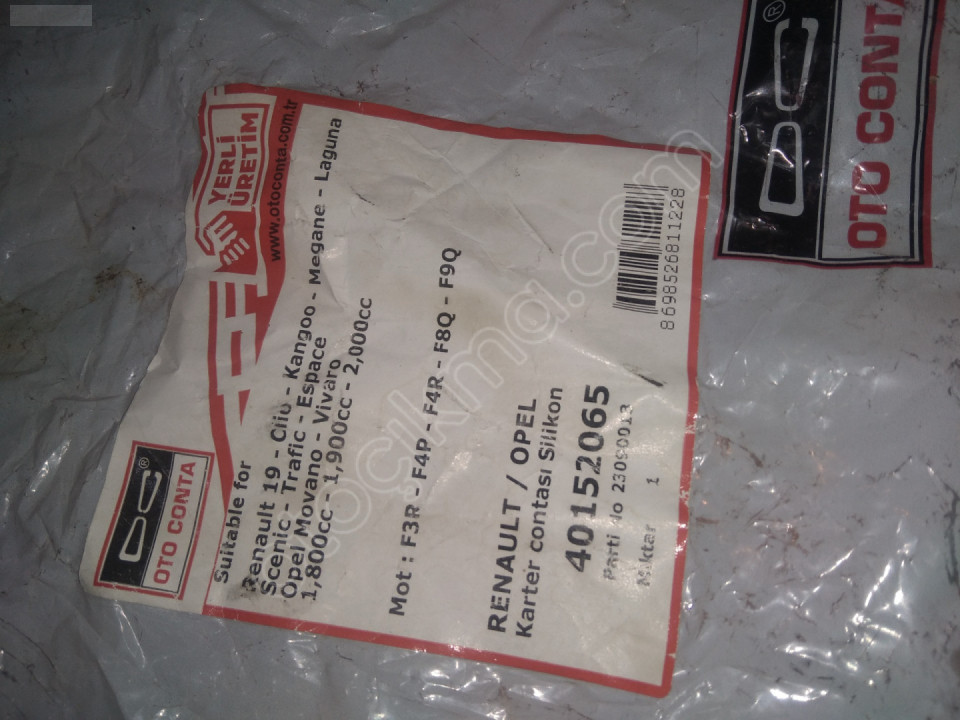 OTO CONTA
YERLİ
ÜRETİM
www.otoconta.com.tr
Suitable for
Renault 19 - Clio - Kangoo - Megane - Laguna
Scenic - Trafic - Espace
Opel Movano - Vivaro
1,800cc - 1,900cc - 2,000cc
Mot : F3R - F4P - F4R - F8Q - F9Q
RENAULT / OPEL
Karter contası Silikon
40152065
Parti No 23090013
Miktar 1
8698526811228
OTO CONTA
stockmq.com